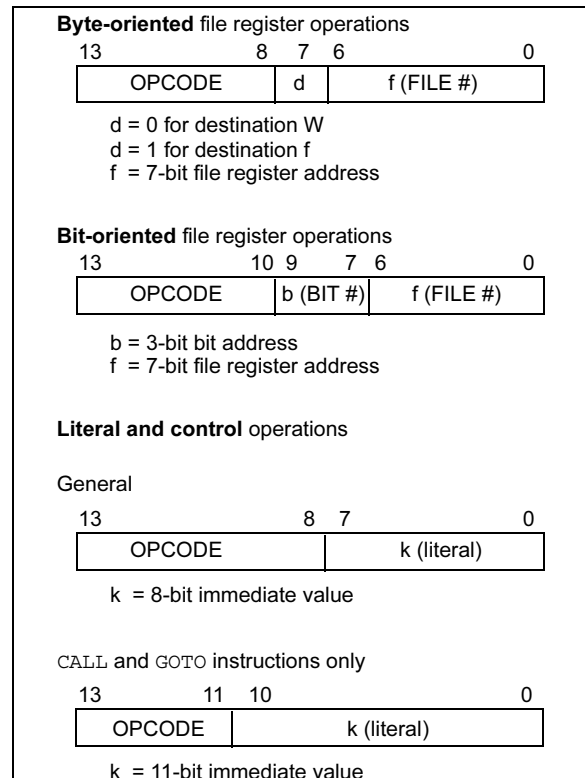 Byte-oriented file register operations
13 8 7 6 0
OPCODE d f (FILE #)
d = 0 for destination W
d = 1 for destination f
f = 7-bit file register address
Bit-oriented file register operations
13 10 9 7 6 0
OPCODE b (BIT #) f (FILE #)
b = 3-bit bit address
f = 7-bit file register address
Literal and control operations
General
13 8 7 0
OPCODE k (literal)
k = 8-bit immediate value
CALL and GOTO instructions only
13 11 10 0
OPCODE k (literal)
k = 11-bit immediate value